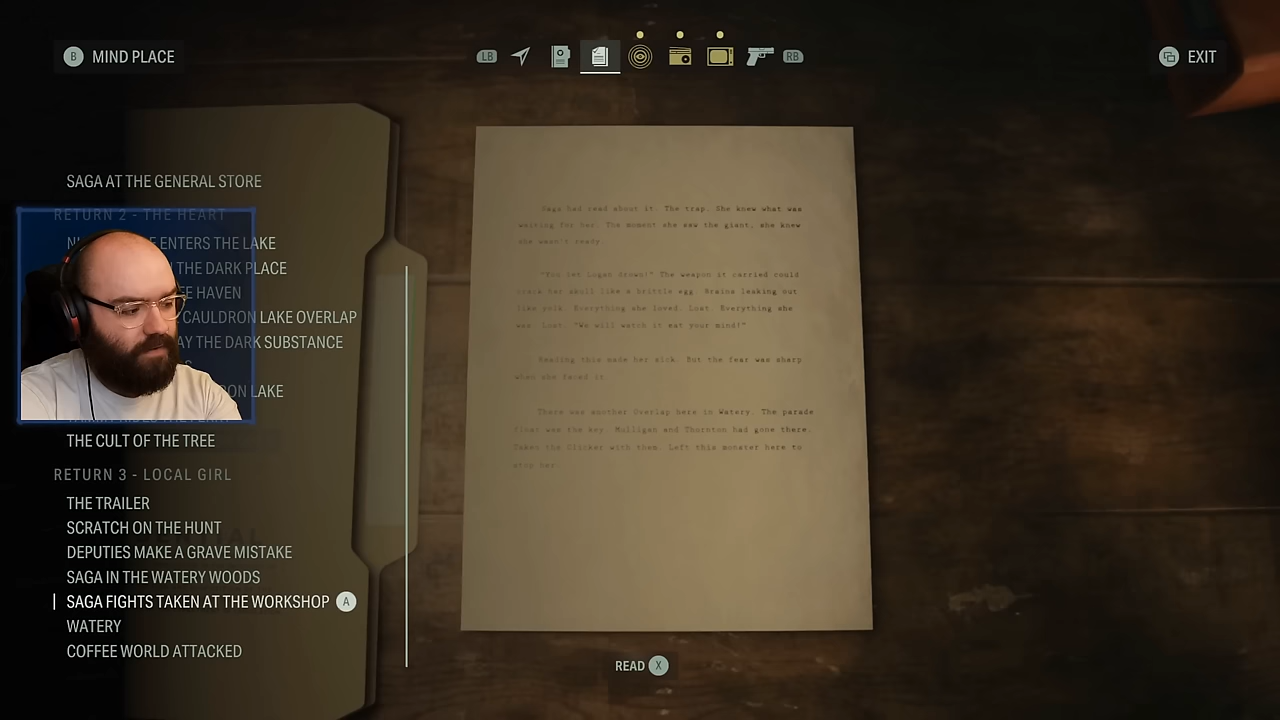 B MIND PLACE
LB
RB
EXIT
SAGA AT THE GENERAL STORE
RETURN 2 - THE HEART
ENTERS THE LAKE
THE DARK PLACE
HAVEN
CAULDRON LAKE OVERLAP
THE DARK SUBSTANCE
LAKE
THE CULT OF THE TREE
RETURN 3 - LOCAL GIRL
THE TRAILER
SCRATCH ON THE HUNT
DEPUTIES MAKE A GRAVE MISTAKE
SAGA IN THE WATERY WOODS
SAGA FIGHTS TAKEN AT THE WORKSHOP A
WATERY
COFFEE WORLD ATTACKED
Saga had read about it. The trap. She knew what was
waiting for her. The moment she saw the giant, she knew
she wasn't ready.
"You let Logan drown!" The weapon it carried could
crack her skull like a brittle egg. Brains leaking out
like yolk. Everything she loved. Lost. Everything she
was. Lost. "We will watch it eat your mind!"
Reading this made her sick. But the fear was sharp
when she faced it.
There was another Overlap here in Watery. The parade
float was the key. Mulligan and Thornton had gone there.
Taken the Clicker with them. Left this monster here to
stop her.
READ X